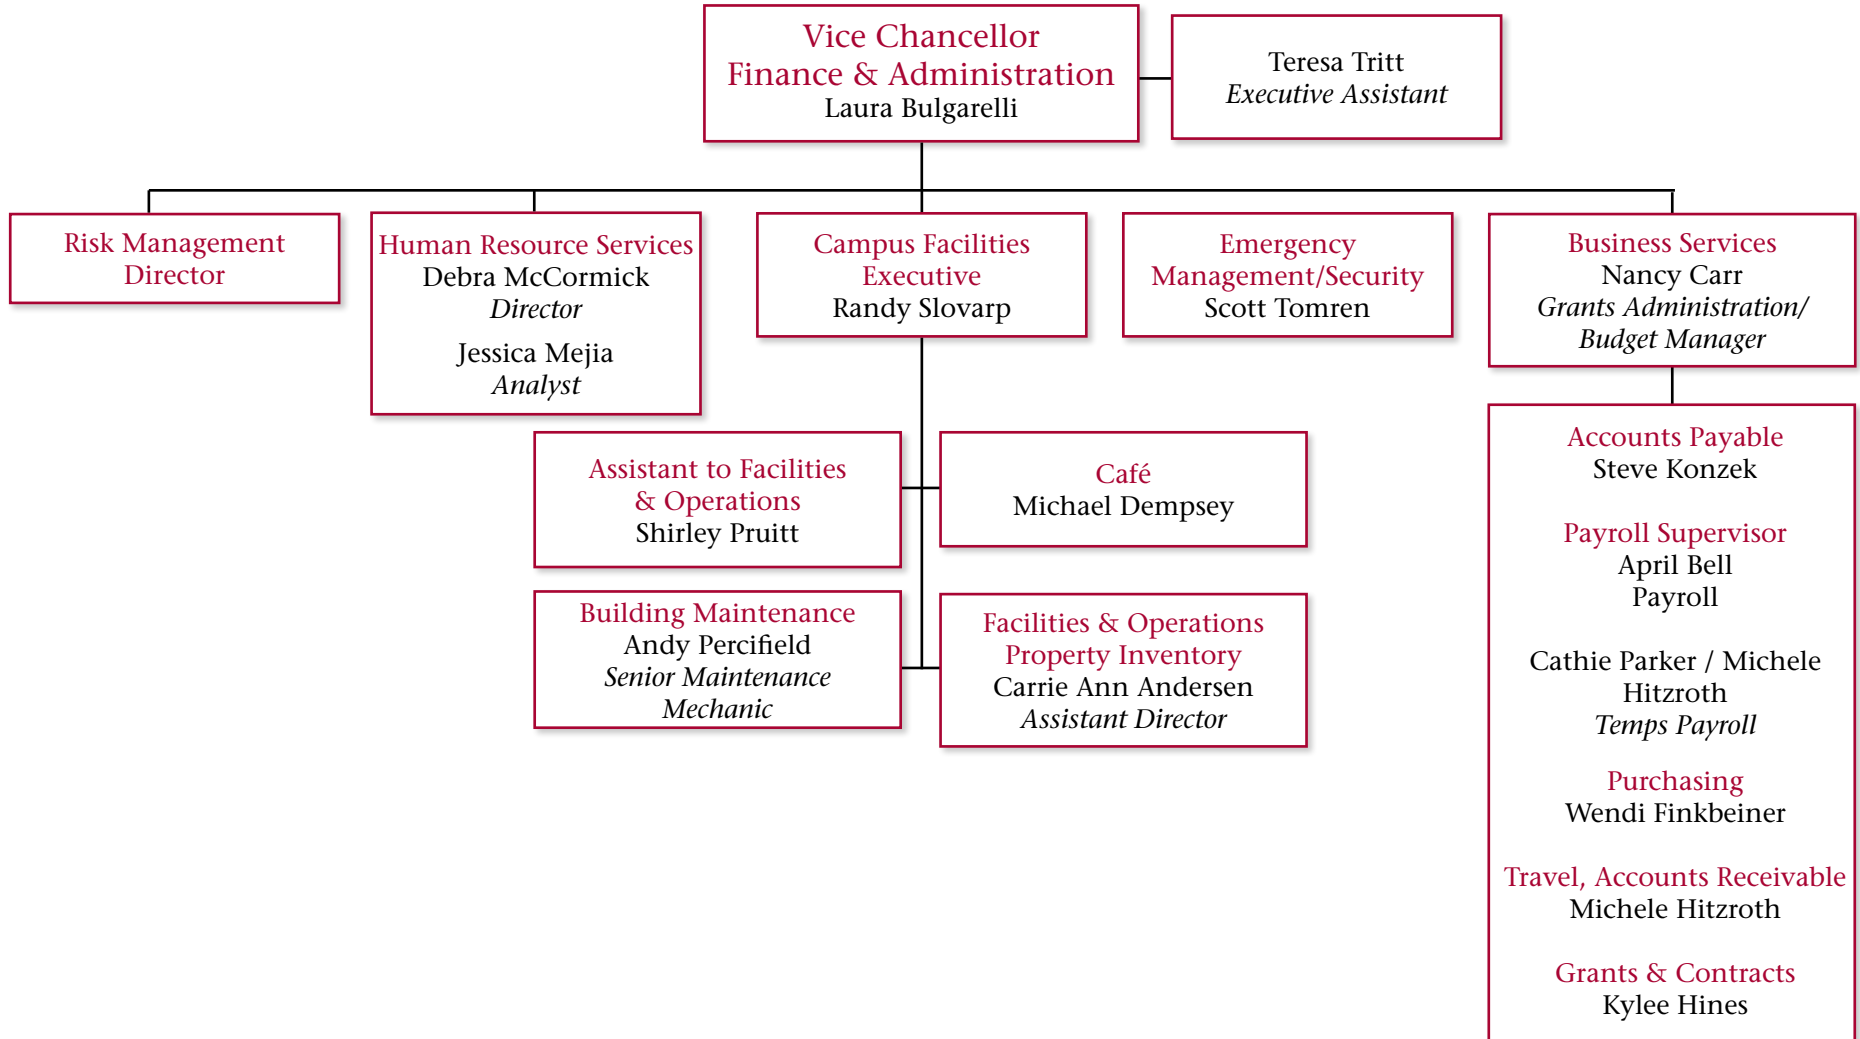 Vice Chancellor
Finance & Administration
Laura Bulgarelli
Teresa Tritt
Executive Assistant
Risk Management
Director
Human Resource Services
Debra McCormick
Director
Jessica Mejia
Analyst
Campus Facilities
Executive
Randy Slovarp
Emergency
Management/Security
Scott Tomren
Business Services
Nancy Carr
Grants Administration/
Budget Manager
Assistant to Facilities
& Operations
Shirley Pruitt
Café
Michael Dempsey
Building Maintenance
Andy Percifield
Senior Maintenance
Mechanic
Facilities & Operations
Property Inventory
Carrie Ann Andersen
Assistant Director
Accounts Payable
Steve Konzek
Payroll Supervisor
April Bell
Payroll
Cathie Parker / Michele
Hitzroth
Temps Payroll
Purchasing
Wendi Finkbeiner
Travel, Accounts Receivable
Michele Hitzroth
Grants & Contracts
Kylee Hines